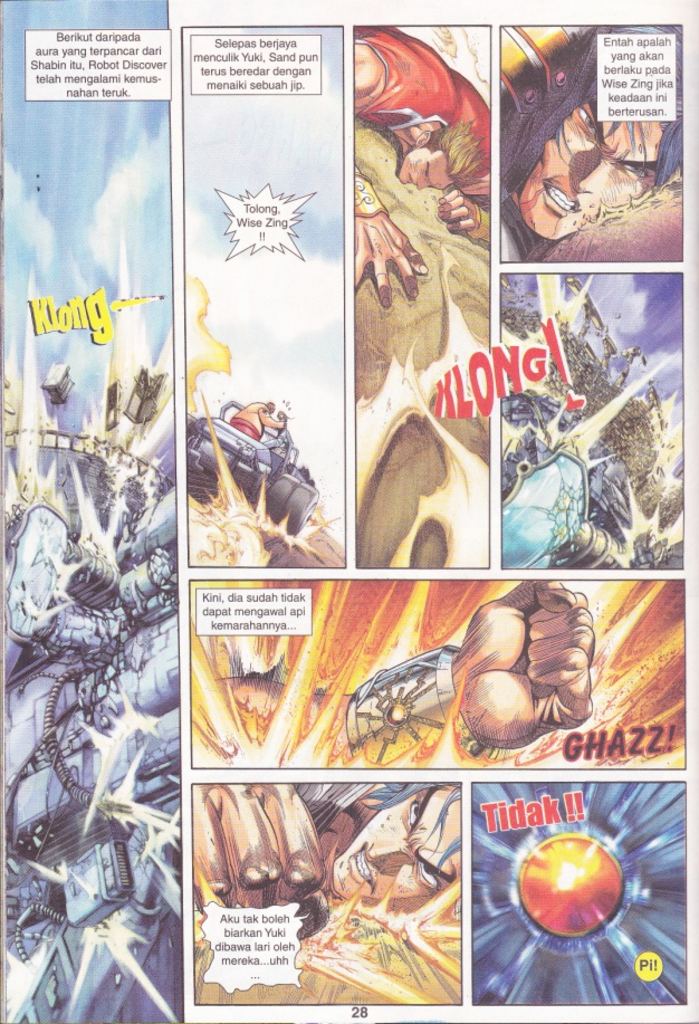 Berikut daripada
aura yang terpancar dari
Shabin itu, Robot Discover
telah mengalami kemus-
nahan teruk.
Klong
Selepas berjaya
menculik Yuki, Sand pun
terus beredar dengan
menaiki sebuah jip.
Tolong,
Wise Zing
!!
Entah apalah
yang akan
berlaku pada
Wise Zing jika
keadaan ini
berterusan.
KLONG!
Kini, dia sudah tidak
dapat mengawal api
kemarahannya...
GHAZZ!
Aku tak boleh
biarkan Yuki
dibawa lari oleh
mereka...uhh
...
Tidak !!
Pi!
28